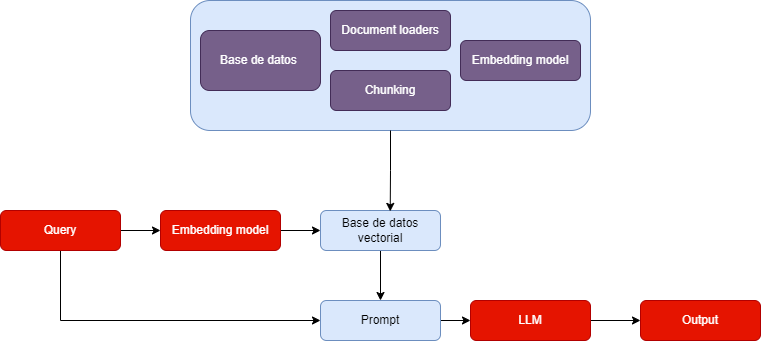 Document loaders
Base de datos
Embedding model
Chunking
Query
Embedding model
Base de datos
vectorial
Prompt
LLM
Output